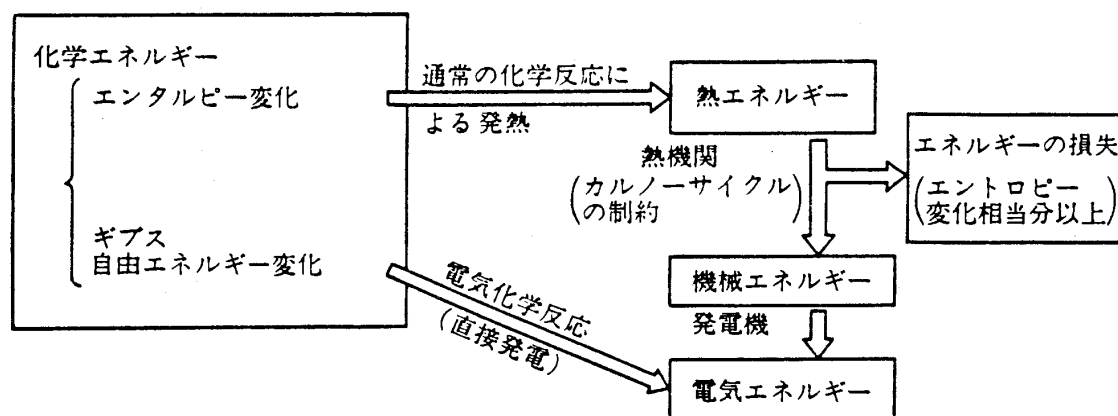 化学エネルギー
エンタルピー変化
ギブス
自由エネルギー変化
通常の化学反応に
よる発熱
熱エネルギー
熱機関
(カルノーサイクル
の制約)
エネルギーの損失
(エントロピー
変化相当分以上)
機械エネルギー
発電機
電気化学反応
(直接発電)
電気エネルギー